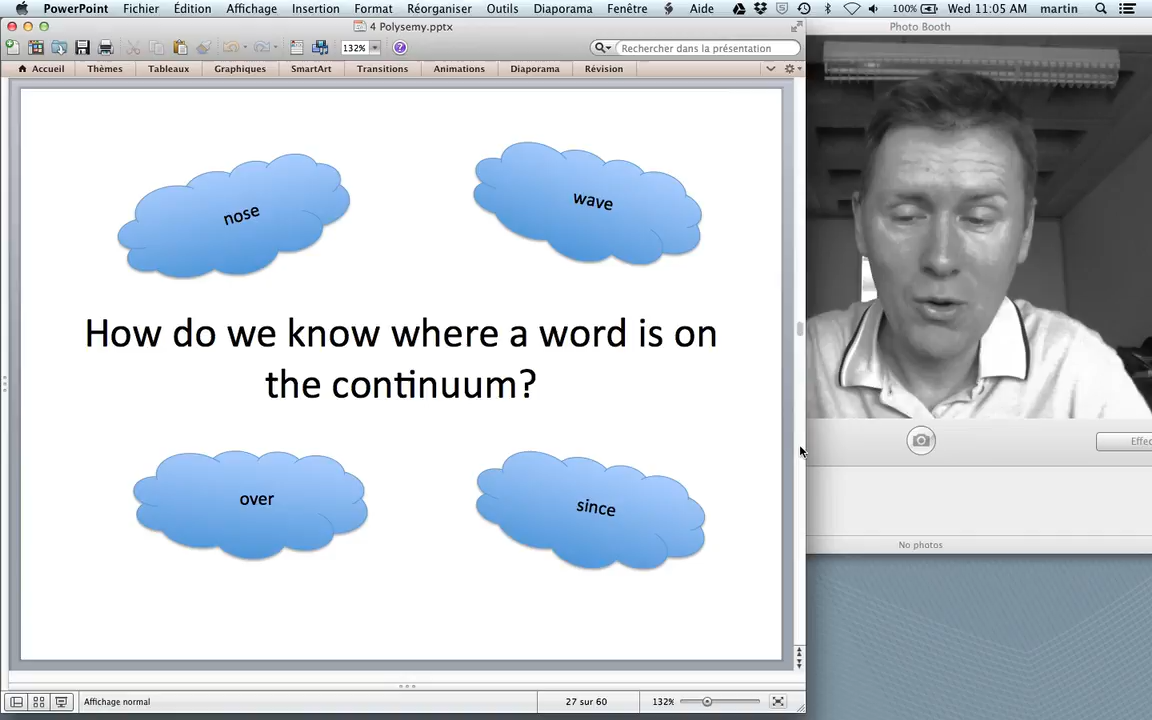 PowerPoint Fichier Édition Affichage Insertion Format Réorganiser Outils Diaporama Fenêtre Aide 100% Wed 11:05 AM martin
4 Polysemy.pptx
Photo Booth
132%
Rechercher dans la présentation
Accueil Thèmes Tableaux Graphiques SmartArt Transitions Animations Diaporama Révision
nose
wave
How do we know where a word is on
the continuum?
over
since
Effec
No photos
Affichage normal 27 sur 60 132%